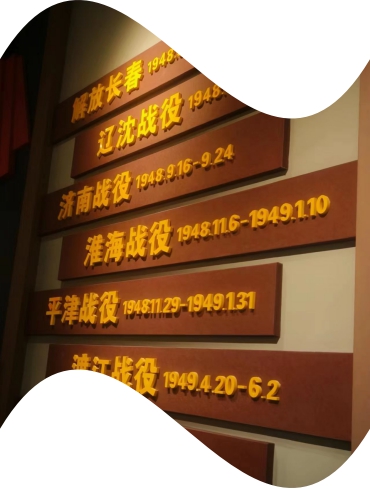 解放长春 1948.
辽沈战役 1948.
济南战役 1948.9.16-9.24
淮海战役 1948.11.6-1949.1.10
平津战役 1948.11.29-1949.1.31
渡江战役 1949.4.20-6.2